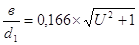 в/d₁ = 0,166×√(U² + 1)